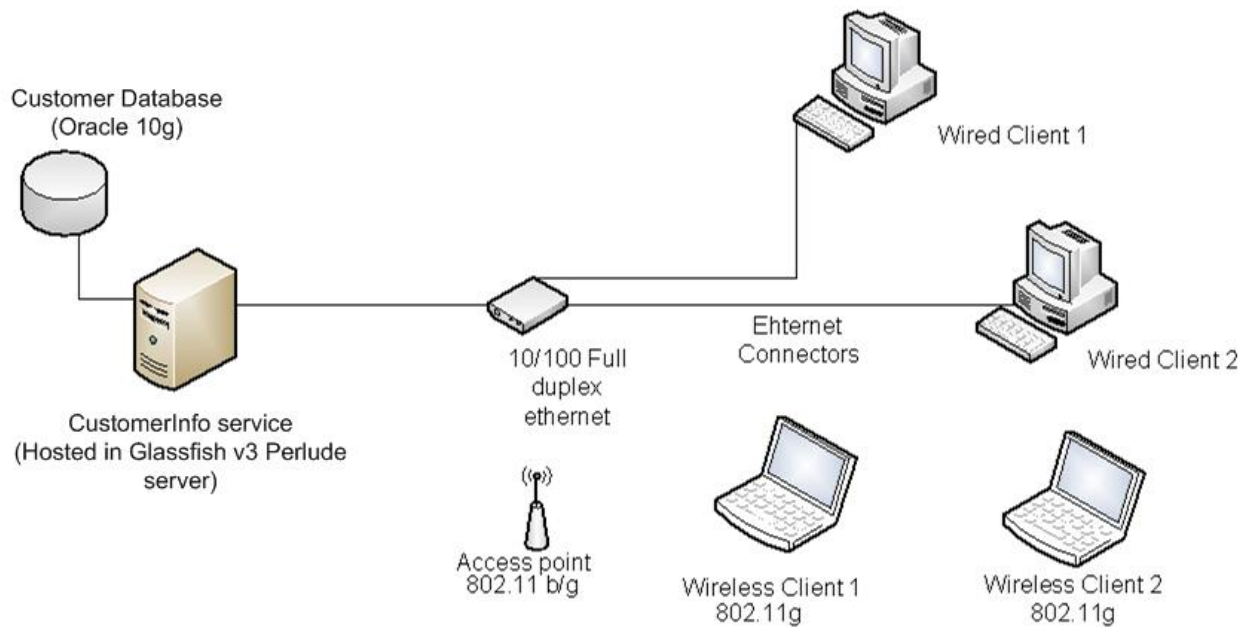 Customer Database
(Oracle 10g)
Wired Client 1
Ehternet
Connectors
Wired Client 2
10/100 Full
duplex
ethernet
CustomerInfo service
(Hosted in Glassfish v3 Perlude
server)
Access point
802.11 b/g
Wireless Client 1
802.11g
Wireless Client 2
802.11g